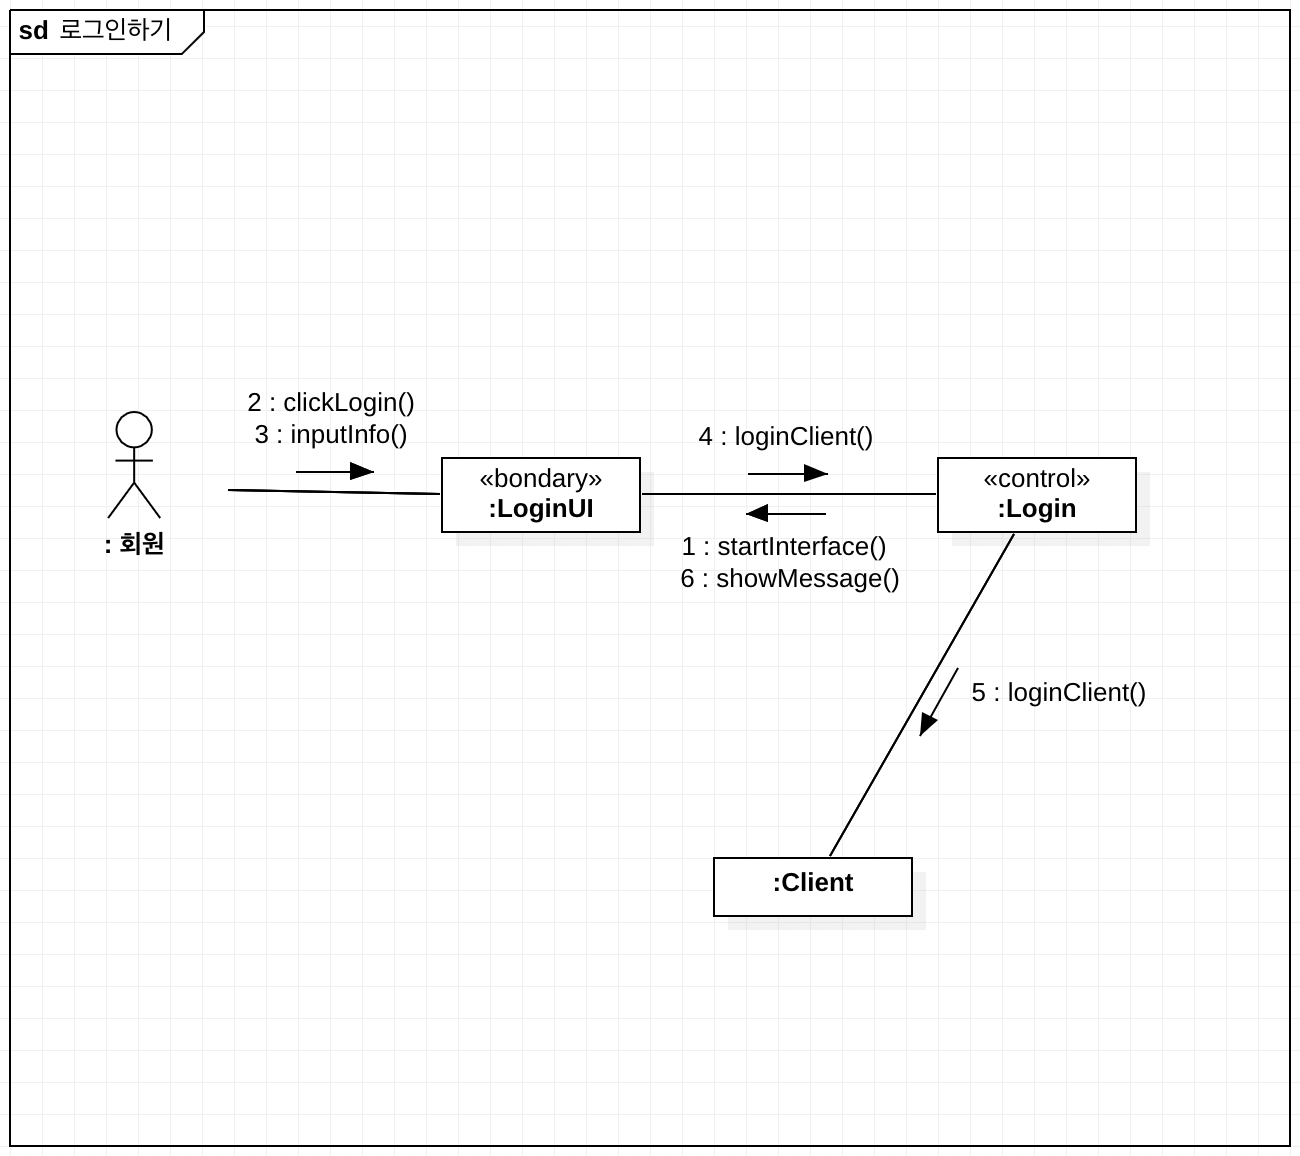 sd 로그인하기
2 : clickLogin()
3 : inputInfo()
: 회원
«bondary»
:LoginUI
4 : loginClient()
1 : startInterface()
6 : showMessage()
«control»
:Login
5 : loginClient()
:Client